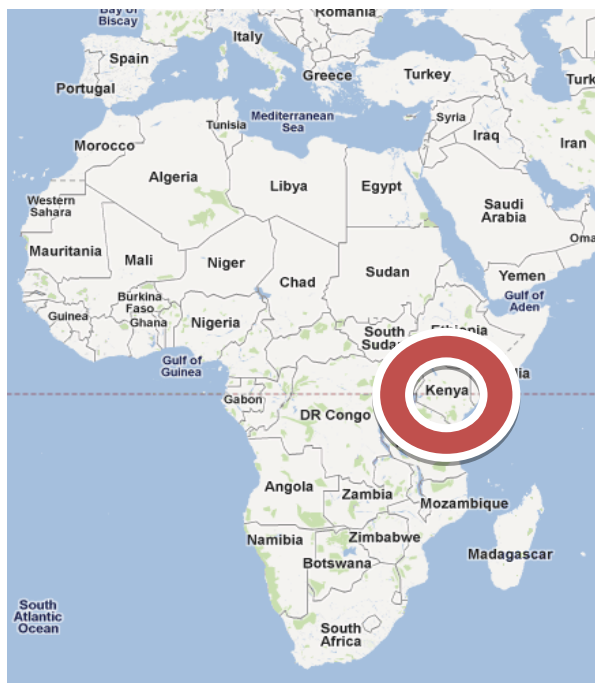 Bay of
Biscay
Romania
Italy
Spain
Portugal
Greece
Turkey
Turk
Mediterranean
Sea
Tunisia
Syria
Iraq
Iran
Morocco
Algeria
Libya
Egypt
Western
Sahara
Saudi
Arabia
Oma
Mauritania
Mali
Niger
Chad
Sudan
Yemen
Gulf of
Aden
Burkina
Faso
Guinea
Ghana
Nigeria
South
Sudan
Ethiopia
Gulf of
Guinea
lia
Gabon
DR Congo
Kenya
Angola
Zambia
Mozambique
Namibia
Zimbabwe
Botswana
Madagascar
South
Atlantic
Ocean
South
Africa